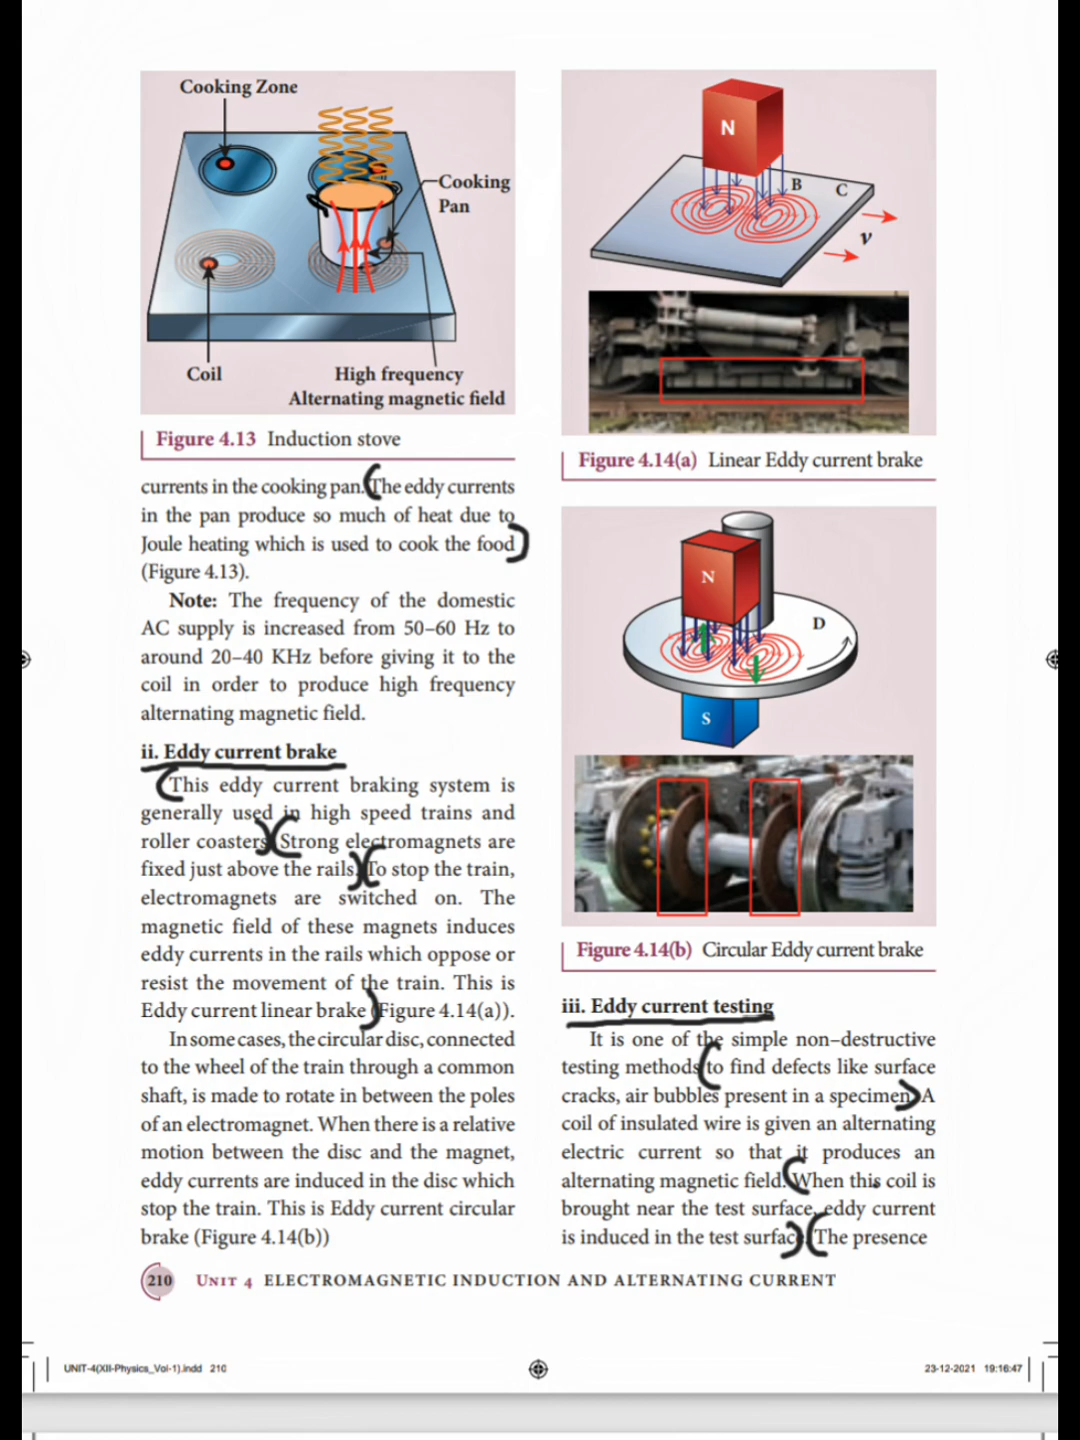 Cooking Zone
Cooking
Pan
Coil
High frequency
Alternating magnetic field
Figure 4.13 Induction stove
currents in the cooking pan. The eddy currents
in the pan produce so much of heat due to
Joule heating which is used to cook the food
(Figure 4.13).
Note: The frequency of the domestic
AC supply is increased from 50–60 Hz to
around 20–40 KHz before giving it to the
coil in order to produce high frequency
alternating magnetic field.
ii. Eddy current brake
This eddy current braking system is
generally used in high speed trains and
roller coasters. Strong electromagnets are
fixed just above the rails. To stop the train,
electromagnets are switched on. The
magnetic field of these magnets induces
eddy currents in the rails which oppose or
resist the movement of the train. This is
Eddy current linear brake (Figure 4.14(a)).
In some cases, the circular disc, connected
to the wheel of the train through a common
shaft, is made to rotate in between the poles
of an electromagnet. When there is a relative
motion between the disc and the magnet,
eddy currents are induced in the disc which
stop the train. This is Eddy current circular
brake (Figure 4.14(b))
N
B
C
v
Figure 4.14(a) Linear Eddy current brake
N
D
S
Figure 4.14(b) Circular Eddy current brake
iii. Eddy current testing
It is one of the simple non–destructive
testing methods to find defects like surface
cracks, air bubbles present in a specimen. A
coil of insulated wire is given an alternating
electric current so that it produces an
alternating magnetic field. When this coil is
brought near the test surface, eddy current
is induced in the test surface. The presence
210 UNIT 4 ELECTROMAGNETIC INDUCTION AND ALTERNATING CURRENT
UNIT-4(XII-Physics_Vol-1).indd 210
23-12-2021 19:16:47